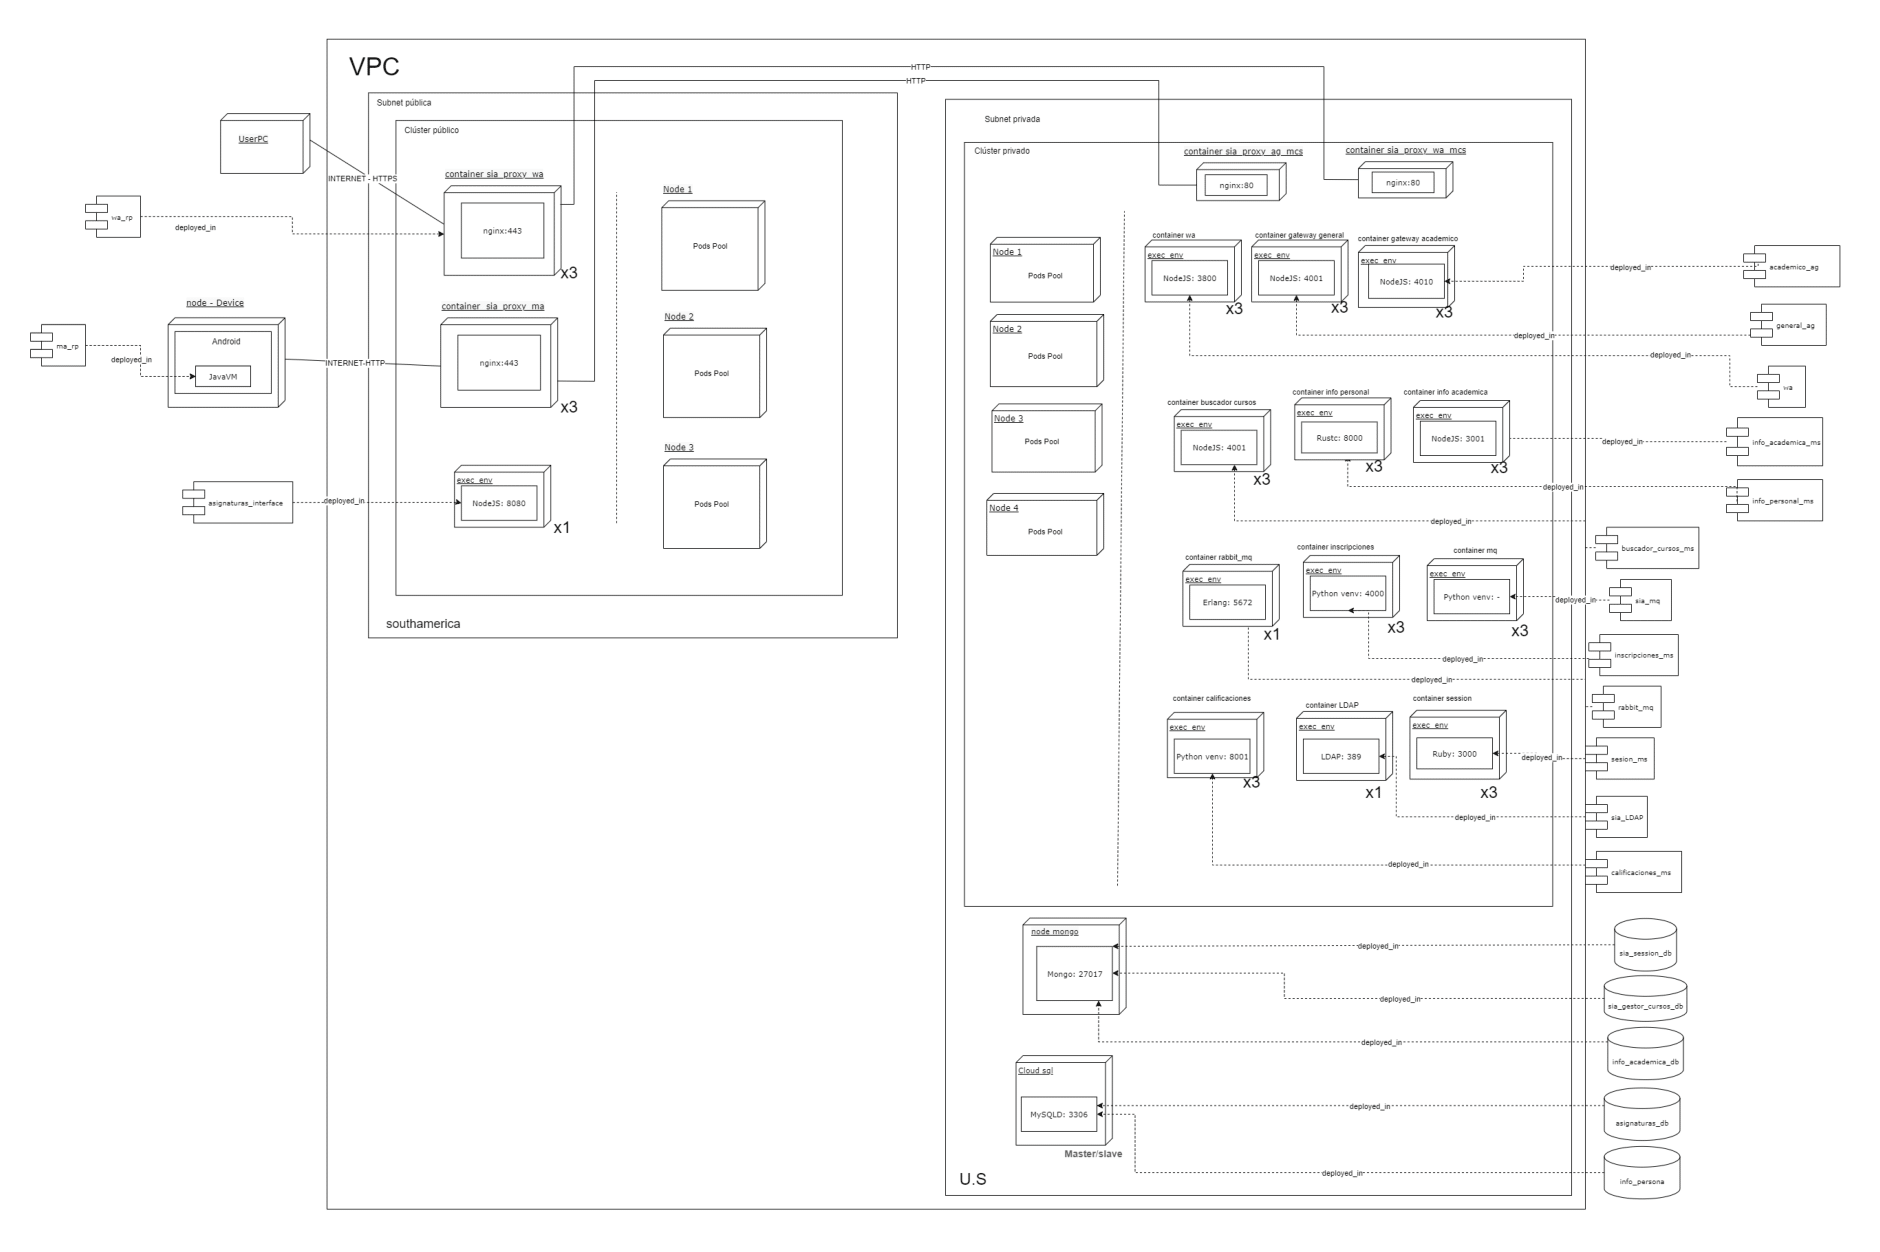 VPC
HTTP
HTTP
Subnet pública
Clúster público
Subnet privada
Clúster privado
UserPC
INTERNET - HTTPS
container sia_proxy_wa
nginx:443
x3
wa_rp
deployed_in
node - Device
Android
JavaVM
ma_rp
deployed_in
INTERNET-HTTP
container sia_proxy_ma
nginx:443
x3
asignaturas_interface
deployed_in
exec_env
NodeJS: 8080
x1
Node 1
Pods Pool
Node 2
Pods Pool
Node 3
Pods Pool
southamerica
container sia_proxy_ag_mcs
nginx:80
container sia_proxy_wa_mcs
nginx:80
Node 1
Pods Pool
Node 2
Pods Pool
Node 3
Pods Pool
Node 4
Pods Pool
container wa
exec_env
NodeJS: 3800
x3
container gateway general
exec_env
NodeJS: 4001
x3
container gateway academico
exec_env
NodeJS: 4010
x3
deployed_in
academico_ag
deployed_in
general_ag
deployed_in
wa
container buscador cursos
exec_env
NodeJS: 4001
x3
container info personal
exec_env
Rustc: 8000
x3
container info academica
exec_env
NodeJS: 3001
x3
deployed_in
info_academica_ms
deployed_in
info_personal_ms
deployed_in
buscador_cursos_ms
container rabbit_mq
exec_env
Erlang: 5672
x1
container inscripciones
exec_env
Python venv: 4000
x3
container mq
exec_env
Python venv: -
x3
deployed_in
sia_mq
deployed_in
inscripciones_ms
deployed_in
rabbit_mq
container calificaciones
exec_env
Python venv: 8001
x3
container LDAP
exec_env
LDAP: 389
x1
container session
exec_env
Ruby: 3000
x3
deployed_in
sesion_ms
deployed_in
sia_LDAP
deployed_in
calificaciones_ms
node mongo
Mongo: 27017
deployed_in
sia_session_db
deployed_in
sia_gestor_cursos_db
deployed_in
info_academica_db
Cloud sql
MySQLD: 3306
Master/slave
deployed_in
asignaturas_db
deployed_in
info_persona
U.S